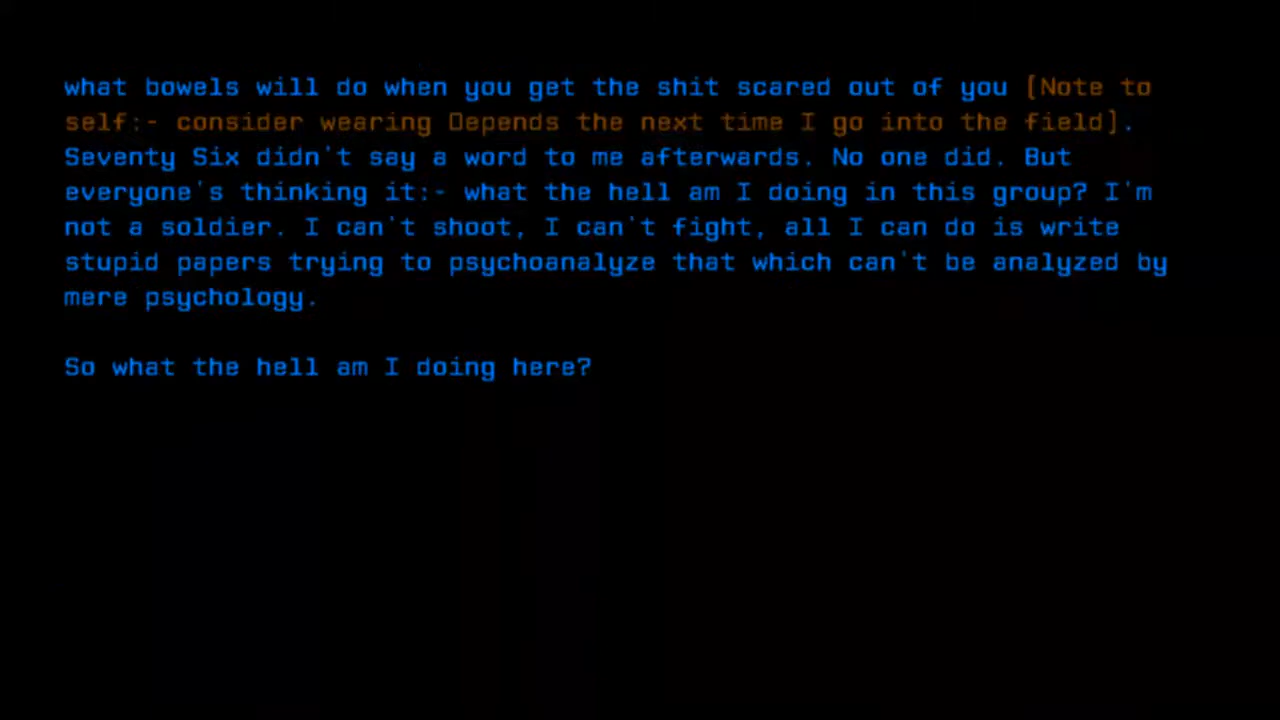 what bowels will do when you get the shit scared out of you [Note to
self:- consider wearing Depends the next time I go into the field].
Seventy Six didn't say a word to me afterwards. No one did. But
everyone's thinking it:- what the hell am I doing in this group? I'm
not a soldier. I can't shoot, I can't fight, all I can do is write
stupid papers trying to psychoanalyze that which can't be analyzed by
mere psychology.
So what the hell am I doing here?